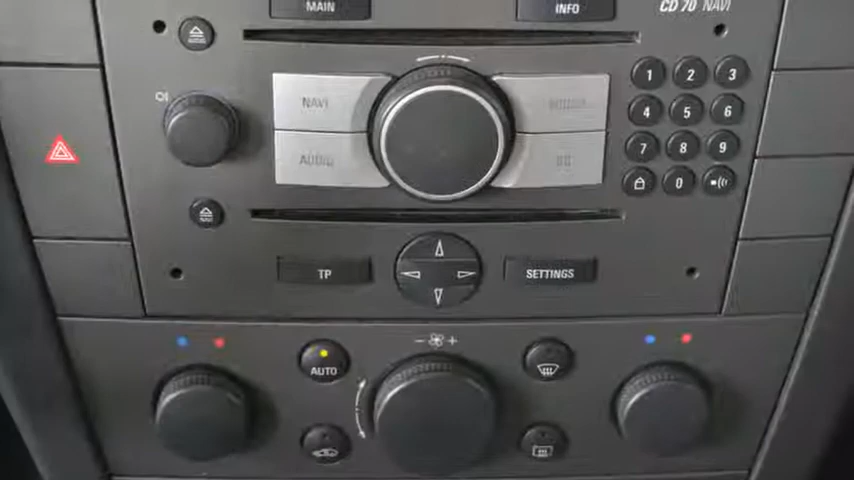 MAIN
INFO
CD 70 NAVI
NAVI
AUDIO
1 2 3
4 5 6
7 8 9
0
NAVI
TP
SETTINGS
AUTO